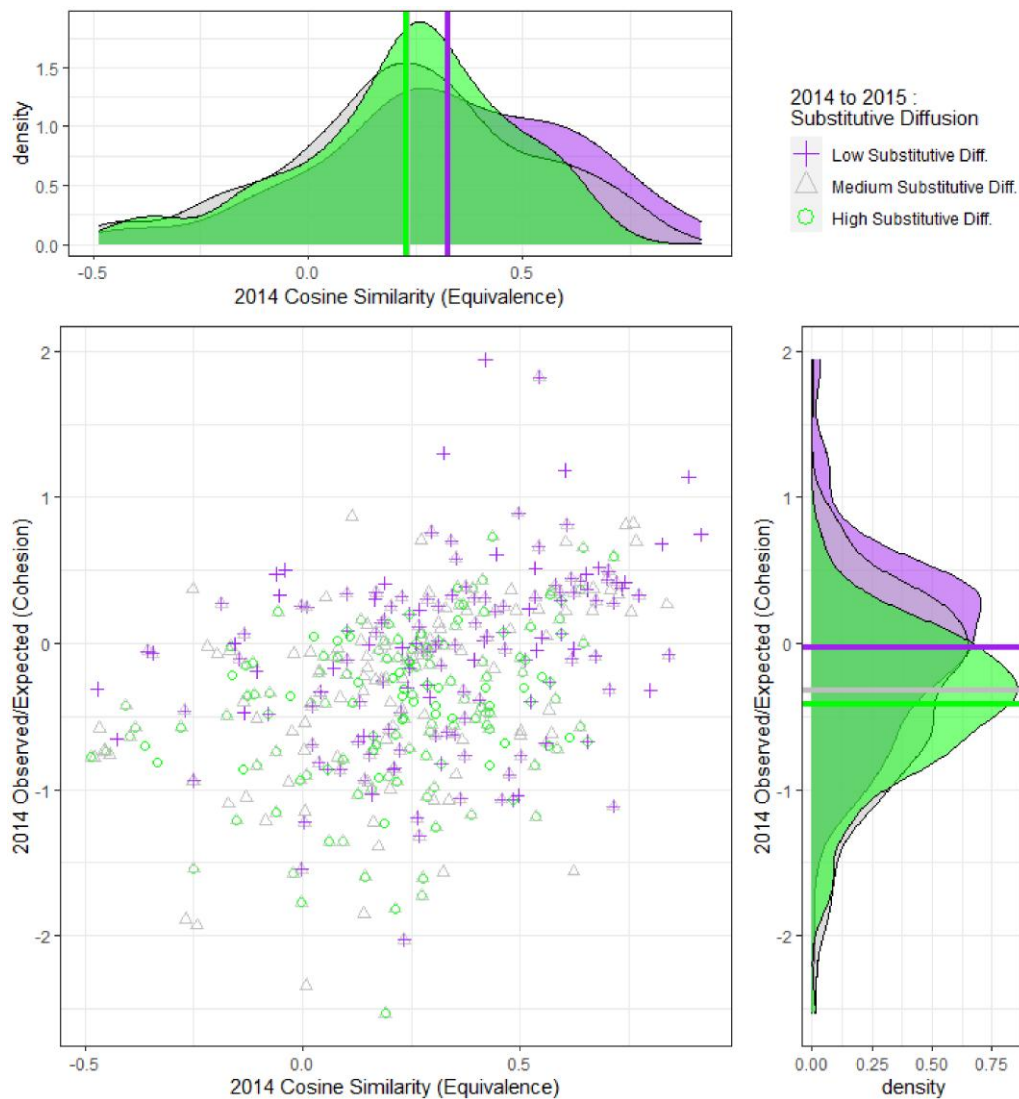 density
1.5
1.0
0.5
0.0
-0.5
0.0
0.5
2014 Cosine Similarity (Equivalence)
2014 to 2015 :
Substitutive Diffusion
Low Substitutive Diff.
Medium Substitutive Diff.
High Substitutive Diff.
2014 Observed/Expected (Cohesion)
2
1
0
-1
-2
-0.5
0.0
0.5
2014 Cosine Similarity (Equivalence)
2014 Observed/Expected (Cohesion)
2
1
0
-1
-2
0.00
0.25
0.50
0.75
density